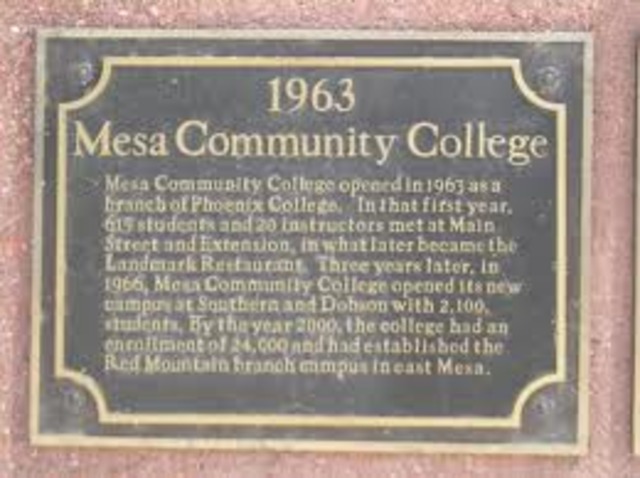 1963
Mesa Community College
Mesa Community College opened in 1963 as a
branch of Phoenix College. In that first year,
615 students and 20 instructors met at Main
Street and Extension, in what later became the
Landmark Restaurant. Three years later, in
1966, Mesa Community College opened its new
campus at Southern and Dobson with 2,100
students. By the year 2000, the college had an
enrollment of 24,000 and had established the
Red Mountain branch campus in east Mesa.